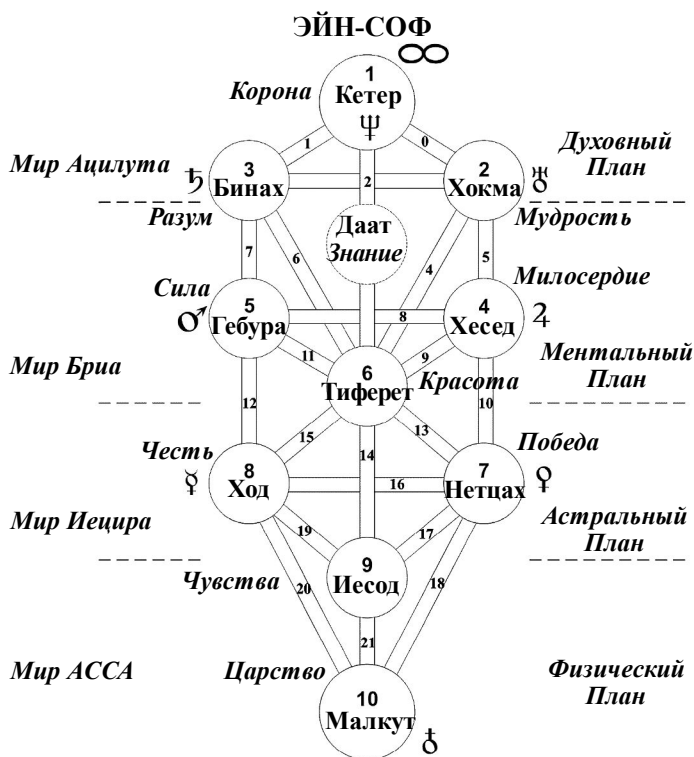 ЭЙН-СОФ
∞
1
Корона
Кетер
♆
1
0
Мир Ацилута
♄
3
Бинах
2
2
Хокма
♅
Духовный
План
Разум
Даат
Знание
Мудрость
7
6
4
5
Сила
♂
5
Гебура
8
4
Хесед
♃
Милосердие
11
9
Мир Бриа
6
Тиферет
Красота
Ментальный
План
12
15
13
10
Честь
☿
8
Ход
14
16
7
Нетцах
♀
Победа
Мир Иецира
19
17
Астральный
План
Чувства
20
9
Иесод
18
21
Мир АССА
Царство
10
Малкут
♁
Физический
План